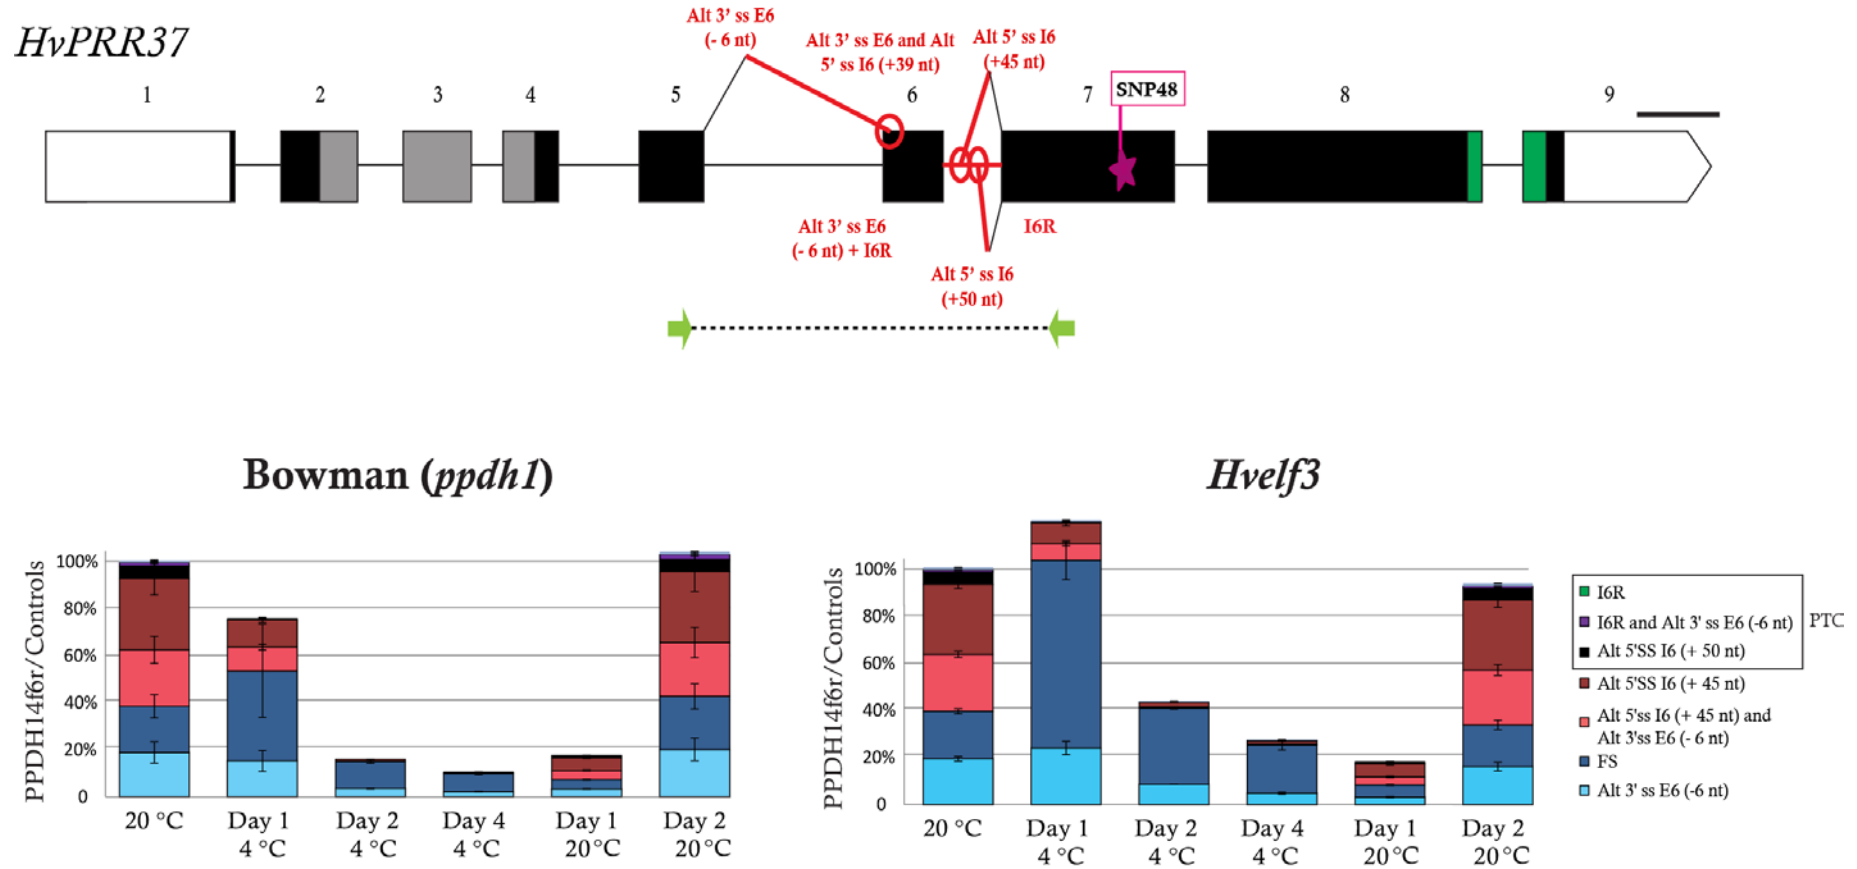 HvPRR37
Alt 3’ ss E6
(- 6 nt)
Alt 3’ ss E6 and Alt
5’ ss I6 (+39 nt)
Alt 5’ ss I6
(+45 nt)
1
2
3
4
5
6
7
SNP48
8
9
Alt 3’ ss E6
(- 6 nt) + I6R
I6R
Alt 5’ ss I6
(+50 nt)
Bowman (ppdh1)
PPDH14f6r/Controls
100%
80%
60%
40%
20%
0
20 °C
Day 1
4 °C
Day 2
4 °C
Day 4
4 °C
Day 1
20°C
Day 2
20°C
Hvelf3
PPDH14f6r/Controls
100%
80%
60%
40%
20%
0
20 °C
Day 1
4 °C
Day 2
4 °C
Day 4
4 °C
Day 1
20°C
Day 2
20°C
I6R
I6R and Alt 3' ss E6 (-6 nt)
PTC
Alt 5'SS I6 (+ 50 nt)
Alt 5'SS I6 (+ 45 nt)
Alt 5'ss I6 (+ 45 nt) and
Alt 3'ss E6 (- 6 nt)
FS
Alt 3' ss E6 (-6 nt)